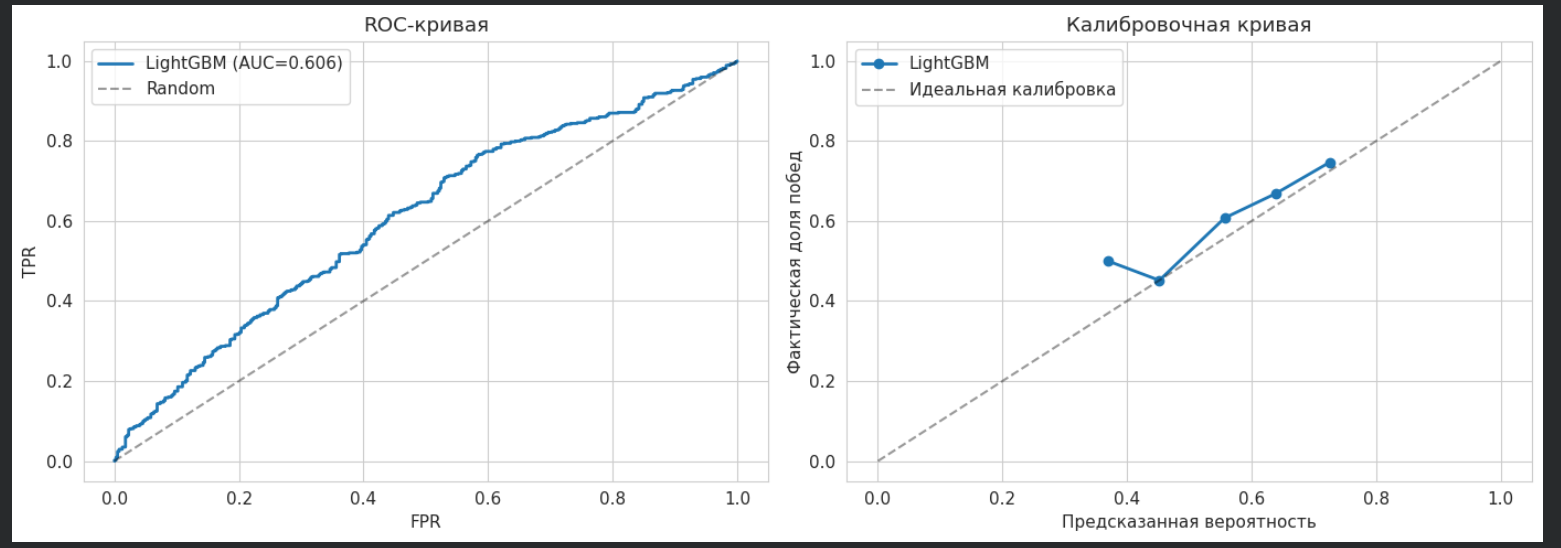 ROC-кривая
LightGBM (AUC=0.606)
Random
1.0
0.8
0.6
0.4
0.2
0.0
TPR
0.0 0.2 0.4 0.6 0.8 1.0
FPR
Калибровочная кривая
LightGBM
Идеальная калибровка
1.0
0.8
0.6
0.4
0.2
0.0
Фактическая доля побед
0.0 0.2 0.4 0.6 0.8 1.0
Предсказанная вероятность